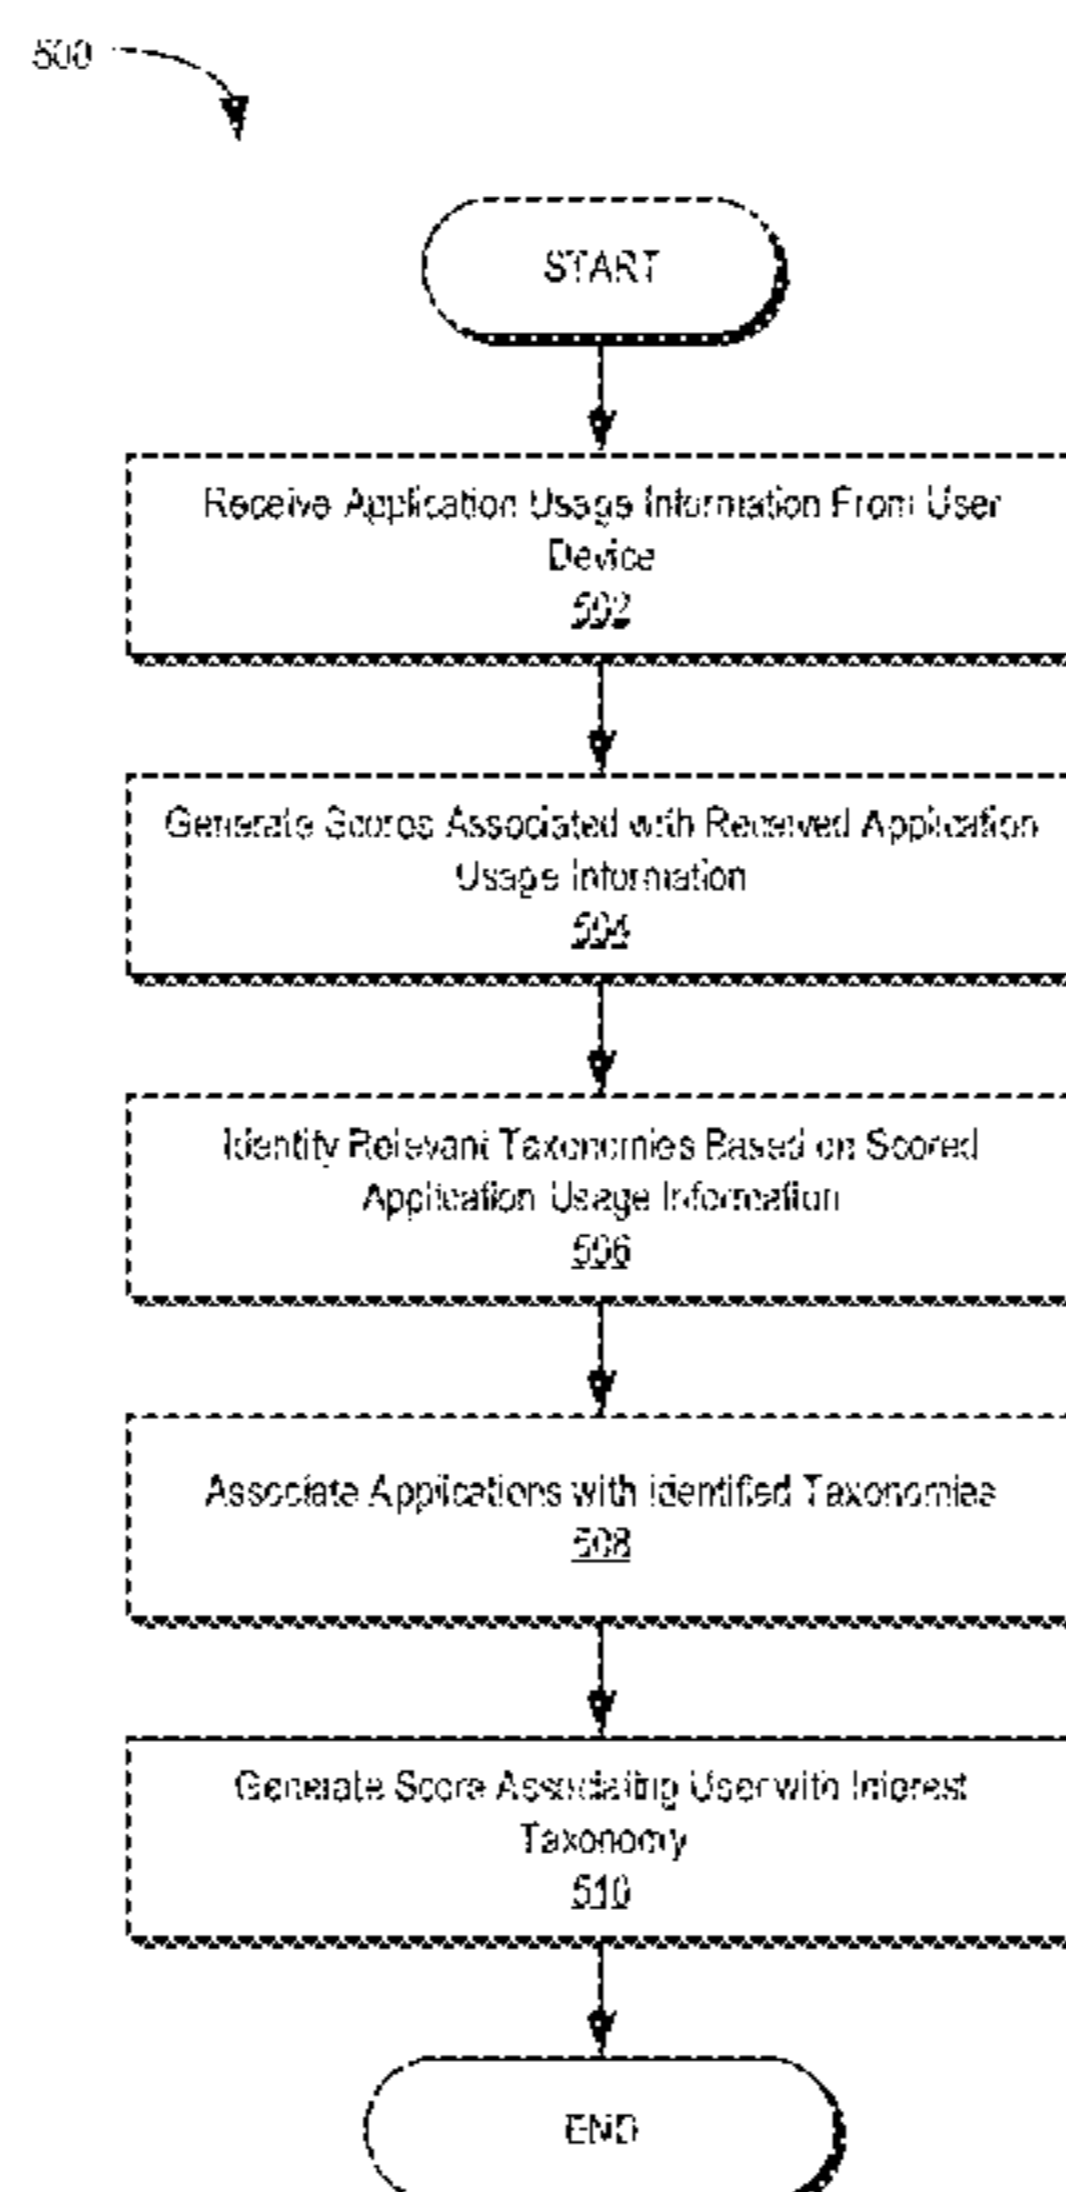 500
START
Receive Application Usage Information From User
Device
502
Generate Scores Associated with Received Application
Usage Information
504
Identify Relevant Taxonomies Based on Scored
Application Usage Information
506
Associate Applications with Identified Taxonomies
508
Generate Score Associating User with Interest
Taxonomy
510
END